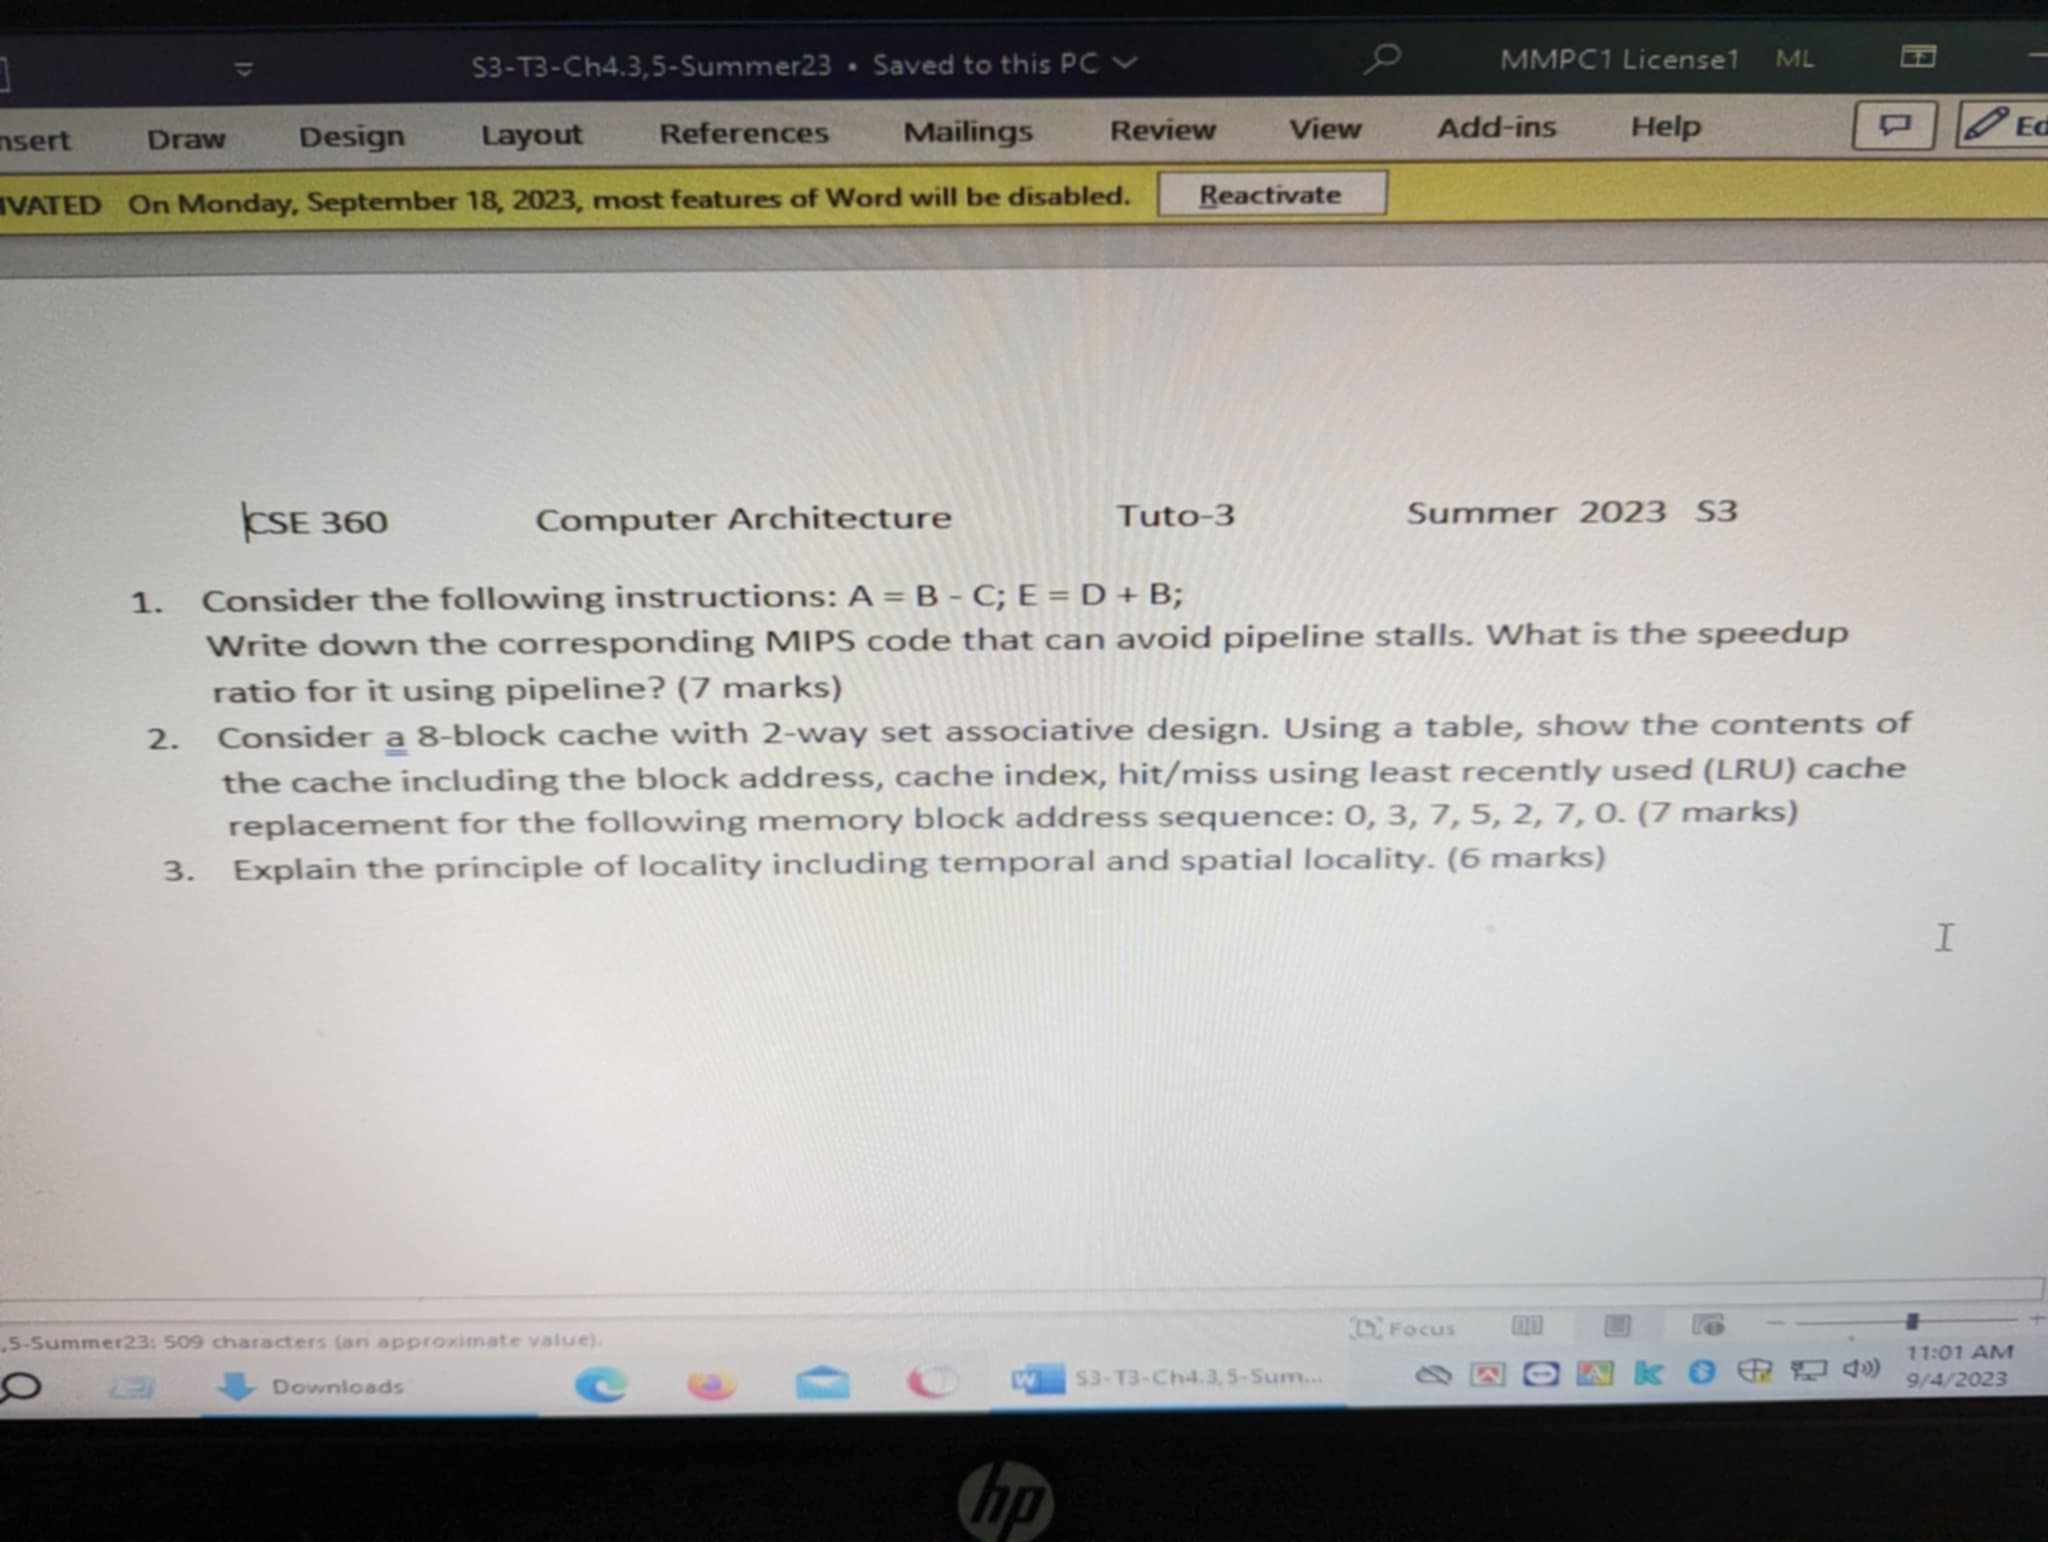 S3-T3-Ch4.3,5-Summer23 • Saved to this PC MMPC1 License1 ML
nsert Draw Design Layout References Mailings Review View Add-ins Help Ed
IVATED On Monday, September 18, 2023, most features of Word will be disabled. Reactivate
CSE 360 Computer Architecture Tuto-3 Summer 2023 S3
1. Consider the following instructions: A = B - C; E = D + B;
Write down the corresponding MIPS code that can avoid pipeline stalls. What is the speedup
ratio for it using pipeline? (7 marks)
2. Consider a 8-block cache with 2-way set associative design. Using a table, show the contents of
the cache including the block address, cache index, hit/miss using least recently used (LRU) cache
replacement for the following memory block address sequence: 0, 3, 7, 5, 2, 7, 0. (7 marks)
3. Explain the principle of locality including temporal and spatial locality. (6 marks)
,5-Summer23: 509 characters (an approximate value). Focus
Downloads S3-T3-Ch4.3,5-Sum... 11:01 AM
9/4/2023
hp